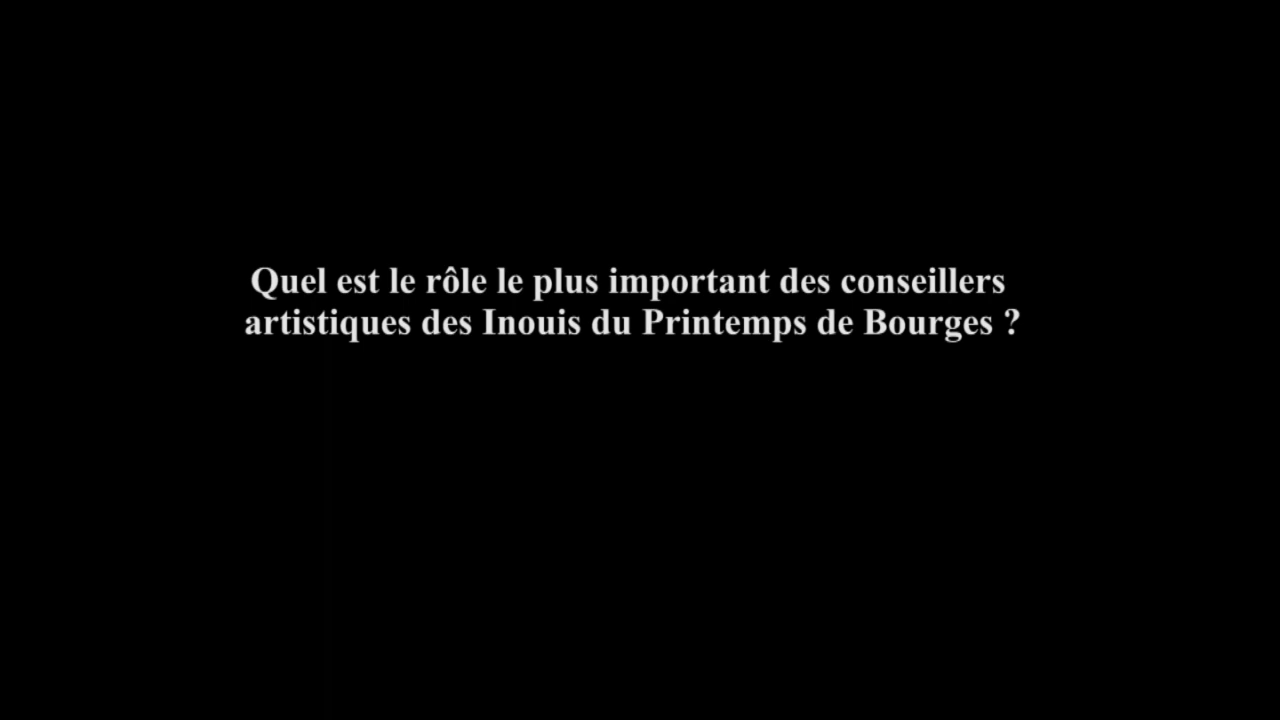 Quel est le rôle le plus important des conseillers
artistiques des Inouis du Printemps de Bourges ?